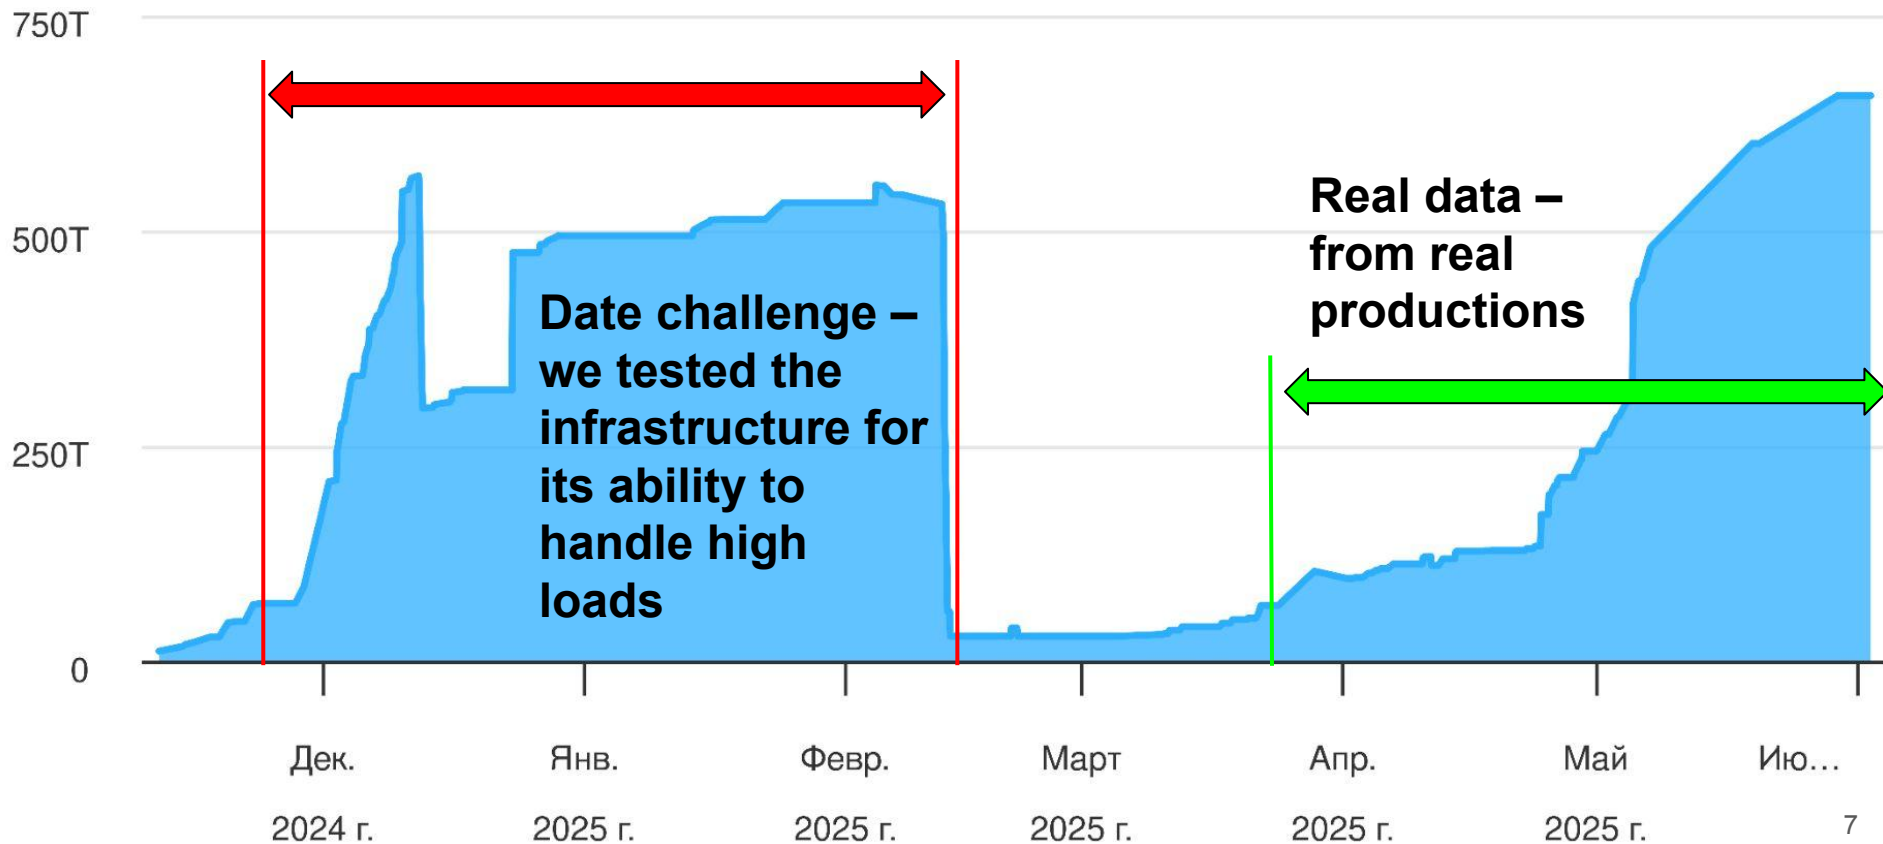 750T
500T
250T
0
Date challenge –
we tested the
infrastructure for
its ability to
handle high
loads
Real data –
from real
productions
Дек.
2024 г.
Янв.
2025 г.
Февр.
2025 г.
Март
2025 г.
Апр.
2025 г.
Май
2025 г.
Ию...
7